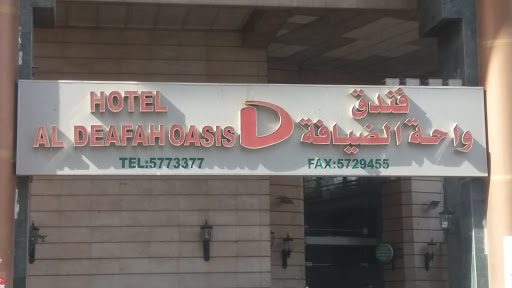 HOTEL
AL DEAFAH OASIS
D
فندق
واحة الضيافة
TEL:5773377
FAX:5729455